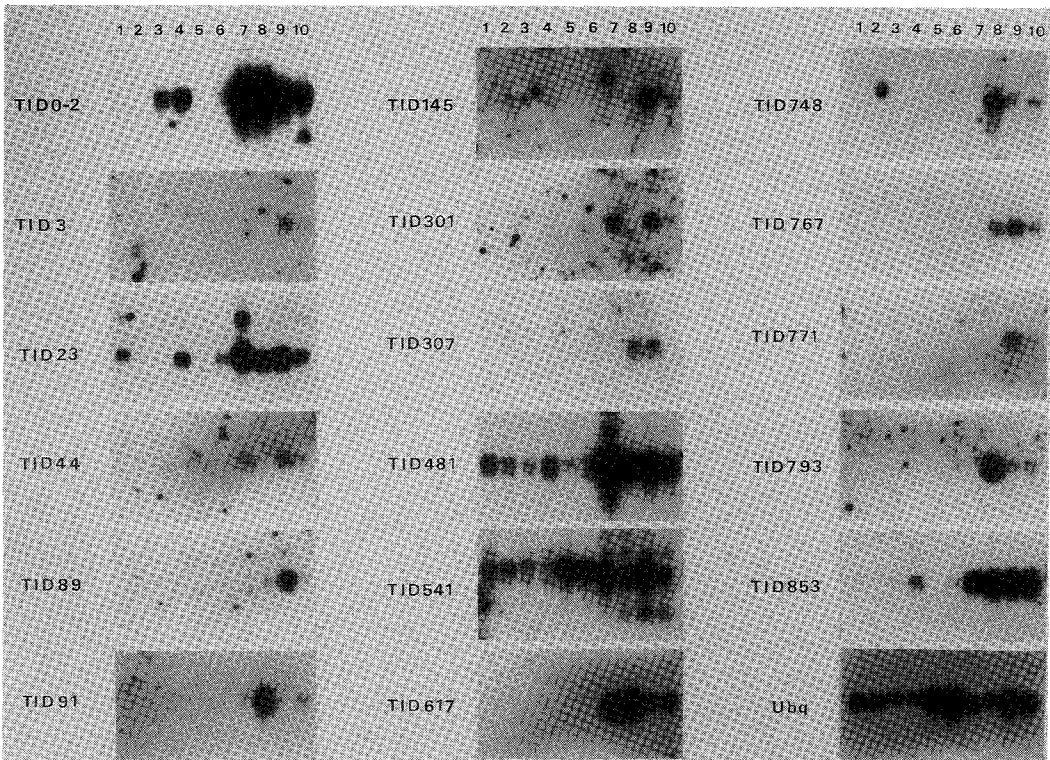 1 2 3 4 5 6 7 8 9 10
1 2 3 4 5 6 7 8 9 10
1 2 3 4 5 6 7 8 9 10
TID0-2
TID145
TID748
TID3
TID301
TID767
TID23
TID307
TID771
TID44
TID481
TID793
TID89
TID541
TID853
TID91
TID617
Ubq